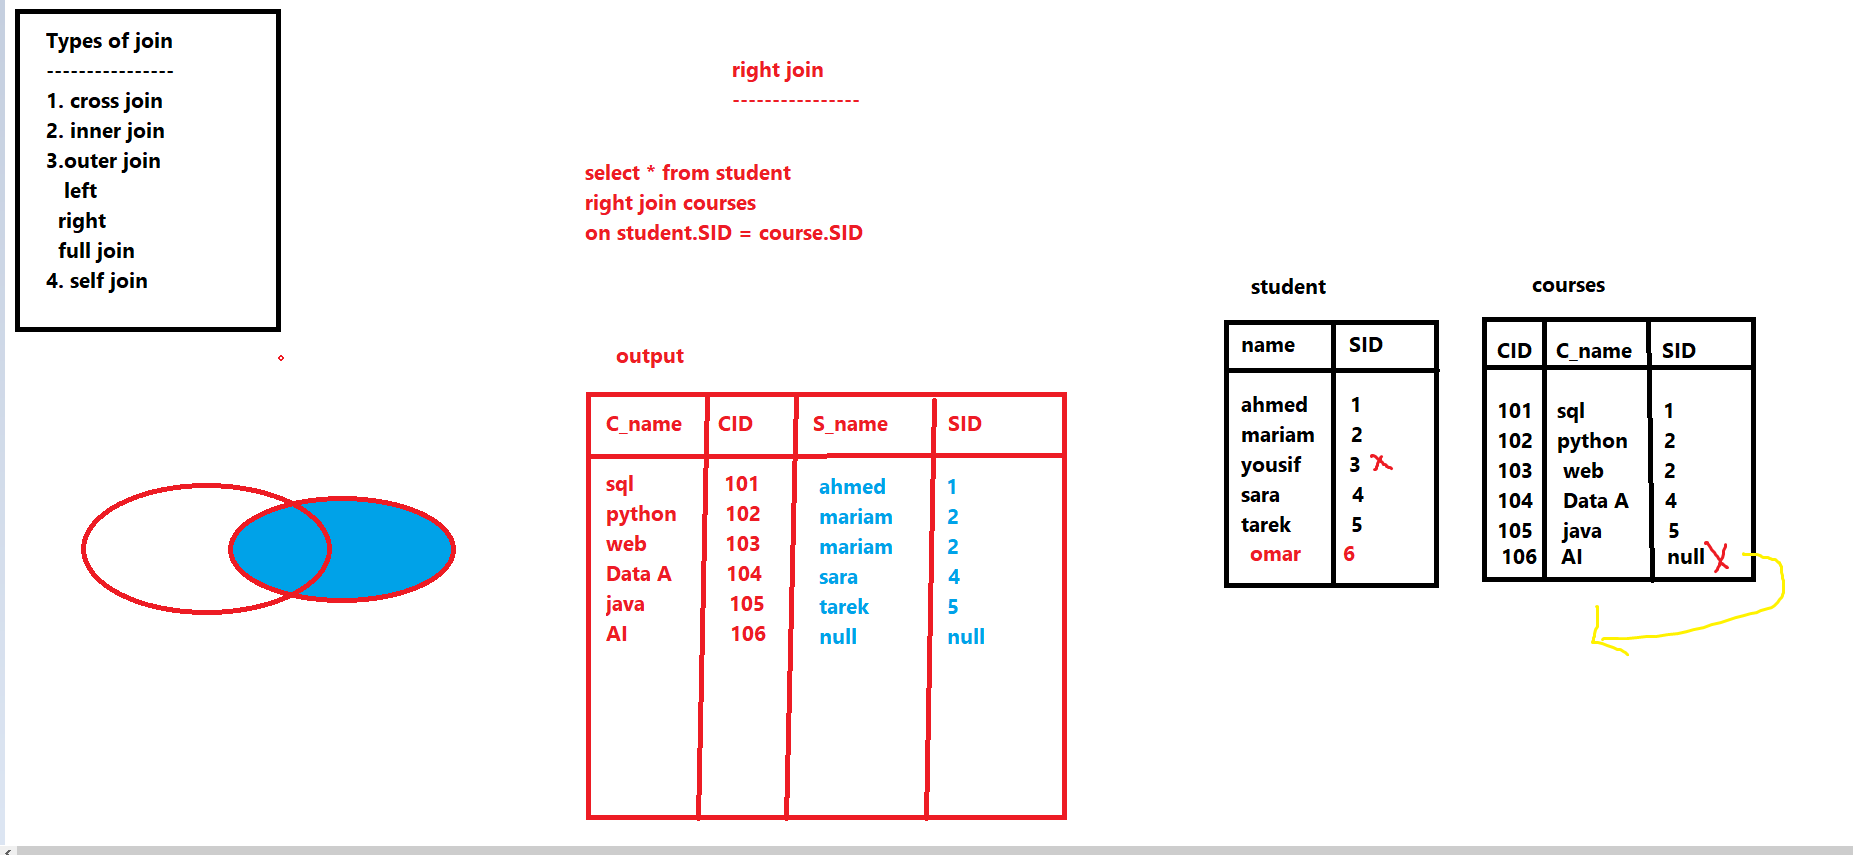 Types of join
----------------
1. cross join
2. inner join
3.outer join
left
right
full join
4. self join
right join
----------------
select * from student
right join courses
on student.SID = course.SID
output
C_name CID S_name SID
sql 101 ahmed 1
python 102 mariam 2
web 103 mariam 2
Data A 104 sara 4
java 105 tarek 5
AI 106 null null
student
name SID
ahmed 1
mariam 2
yousif 3 x
sara 4
tarek 5
omar 6
courses
CID C_name SID
101 sql 1
102 python 2
103 web 2
104 Data A 4
105 java 5
106 AI null x